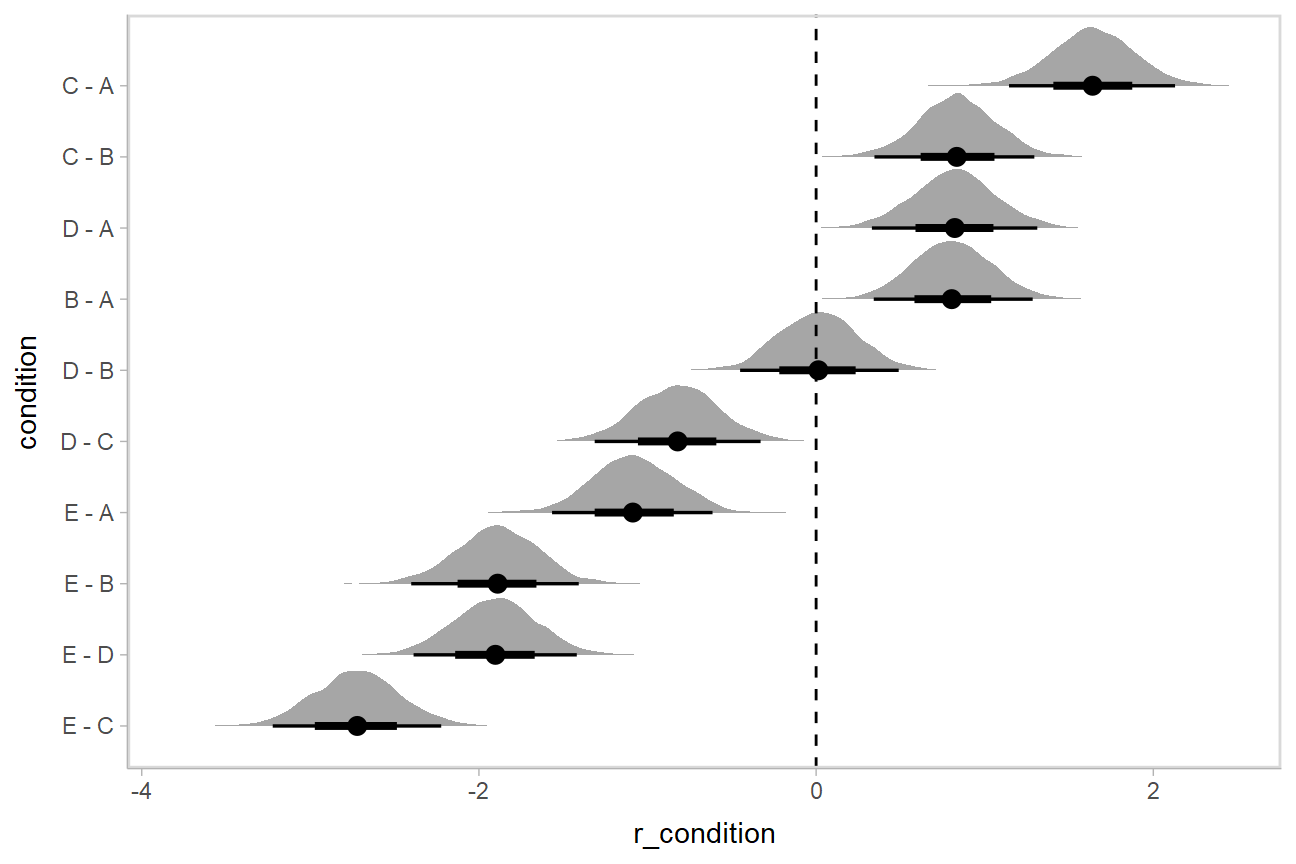 C - A
C - B
D - A
B - A
D - B
D - C
E - A
E - B
E - D
E - C
condition
-4 -2 0 2
r_condition